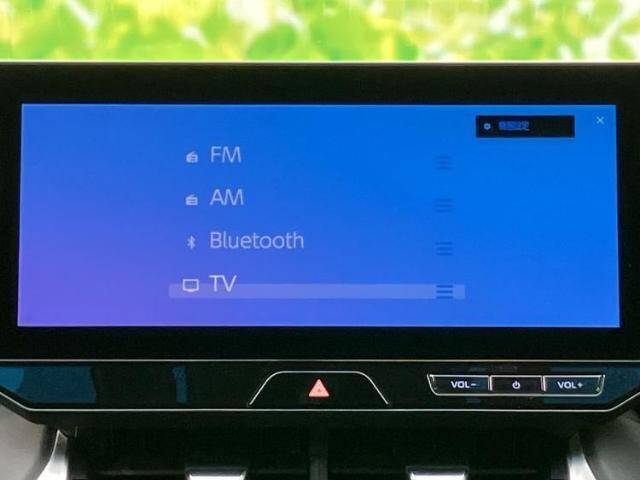 FM
AM
Bluetooth
TV
VOL-
VOL+